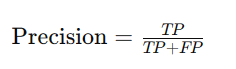 Precision = TP / TP+FP